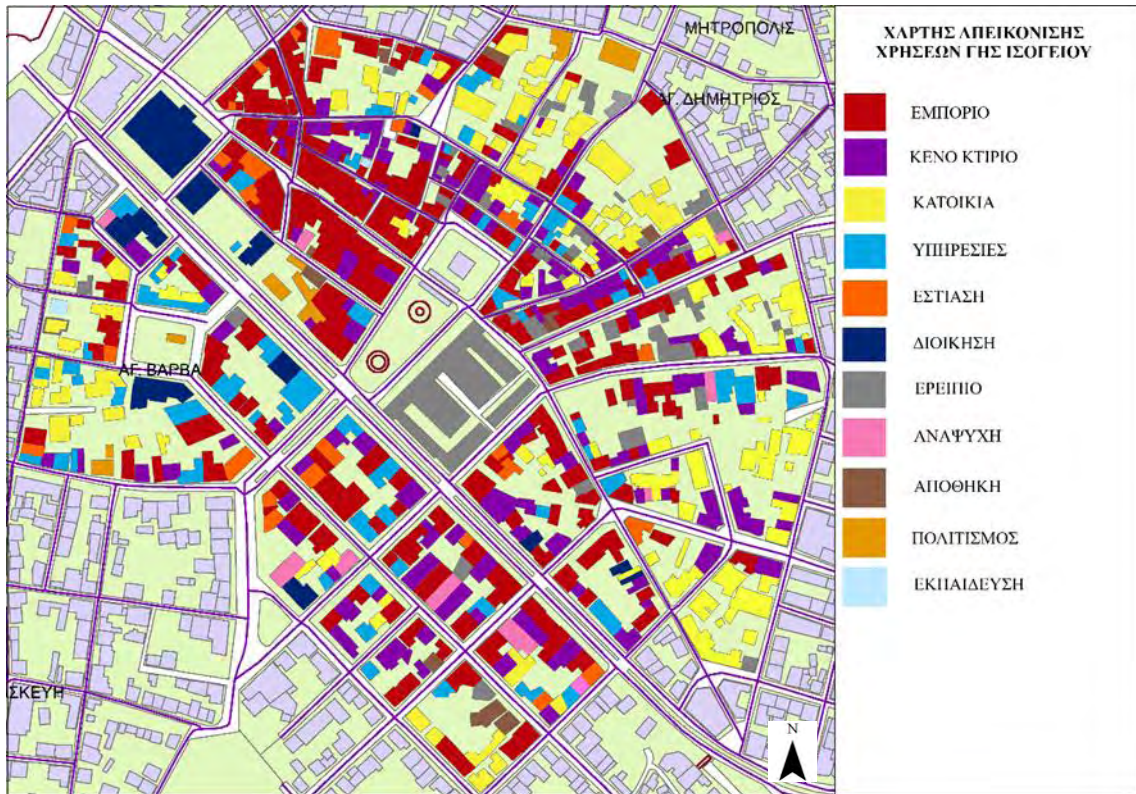 ΜΗΤΡΟΠΟΛΙΣ
ΑΓ. ΔΗΜΗΤΡΙΟΣ
ΑΓ. ΒΑΡΒΑ
ΣΚΕΥΗ
N
ΧΑΡΤΗΣ ΑΠΕΙΚΟΝΙΣΗΣ
ΧΡΗΣΕΩΝ ΓΗΣ ΙΣΟΓΕΙΟΥ
ΕΜΠΟΡΙΟ
ΚΕΝΟ ΚΤΙΡΙΟ
ΚΑΤΟΙΚΙΑ
ΥΠΗΡΕΣΙΕΣ
ΕΣΤΙΑΣΗ
ΔΙΟΙΚΗΣΗ
ΕΡΕΙΠΙΟ
ΑΝΑΨΥΧΗ
ΑΠΟΘΗΚΗ
ΠΟΛΙΤΙΣΜΟΣ
ΕΚΠΑΙΔΕΥΣΗ